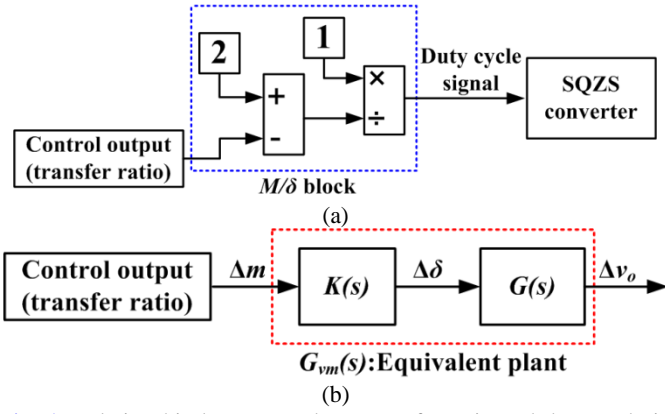 2
1
×
÷
+
-
Duty cycle
signal
SQZS
converter
Control output
(transfer ratio)
M/δ block
(a)
Control output
(transfer ratio)
Δm
K(s)
Δδ
G(s)
Δvₒ
Gᵥₘ(s):Equivalent plant
(b)